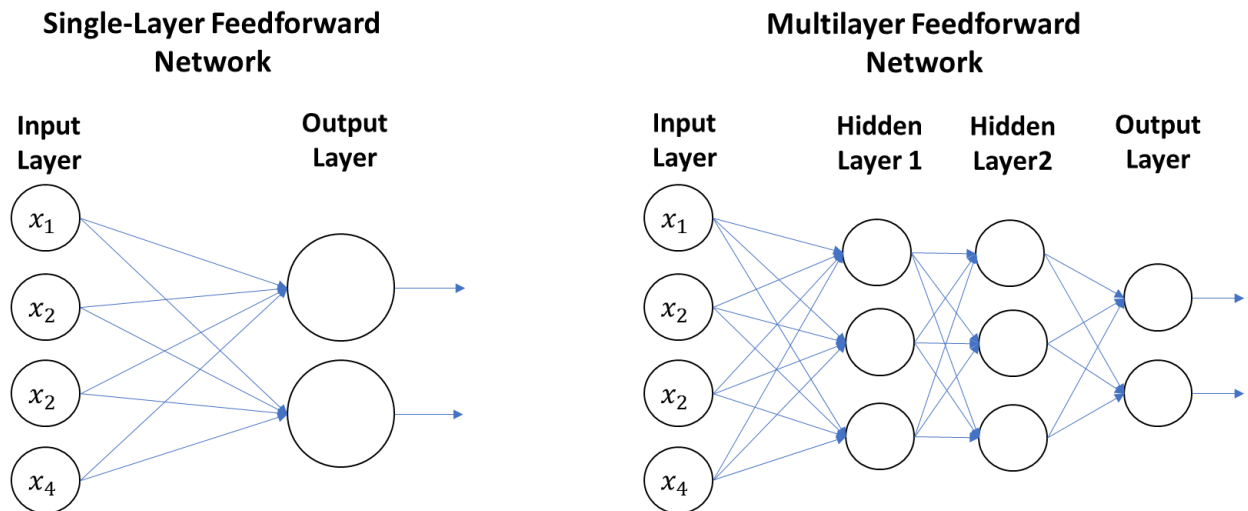 Single-Layer Feedforward
Network
Input
Layer
Output
Layer
x₁
x₂
x₂
x₄
Multilayer Feedforward
Network
Input
Layer
Hidden
Layer 1
Hidden
Layer2
Output
Layer
x₁
x₂
x₂
x₄